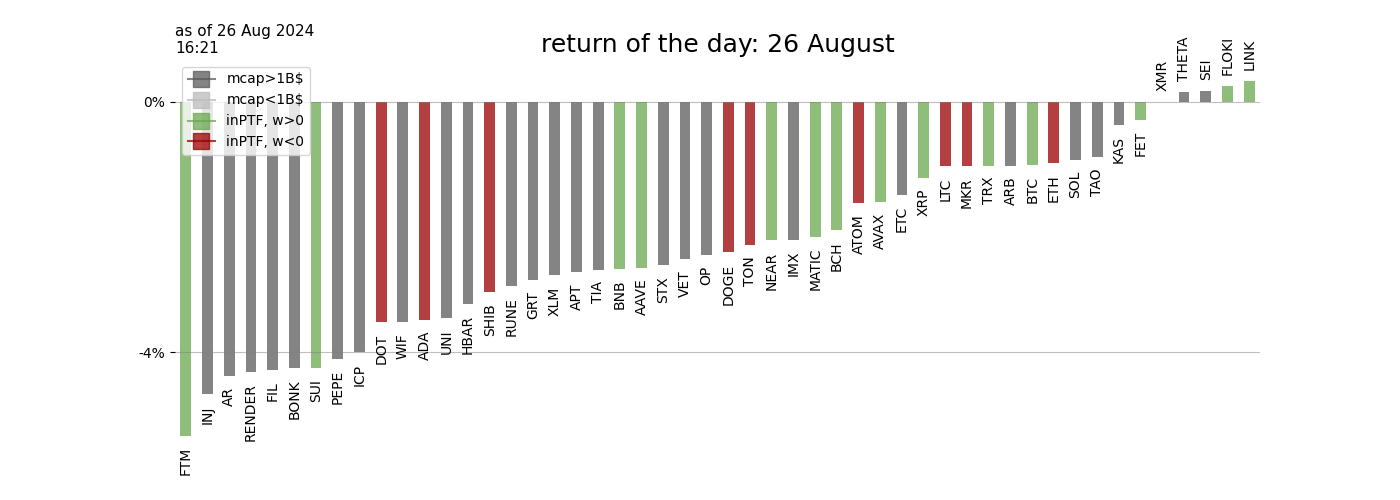 as of 26 Aug 2024
16:21
return of the day: 26 August
mcap>1B$
mcap<1B$
inPTF, w>0
inPTF, w<0
0%
-4%
FTM
INJ
AR
RENDER
FIL
BONK
SUI
PEPE
ICP
DOT
WIF
ADA
UNI
HBAR
SHIB
RUNE
GRT
XLM
APT
TIA
BNB
AAVE
STX
VET
OP
DOGE
TON
NEAR
IMX
MATIC
BCH
ATOM
AVAX
ETC
XRP
LTC
MKR
TRX
ARB
BTC
ETH
SOL
TAO
KAS
FET
XMR
THETA
SEI
FLOKI
LINK